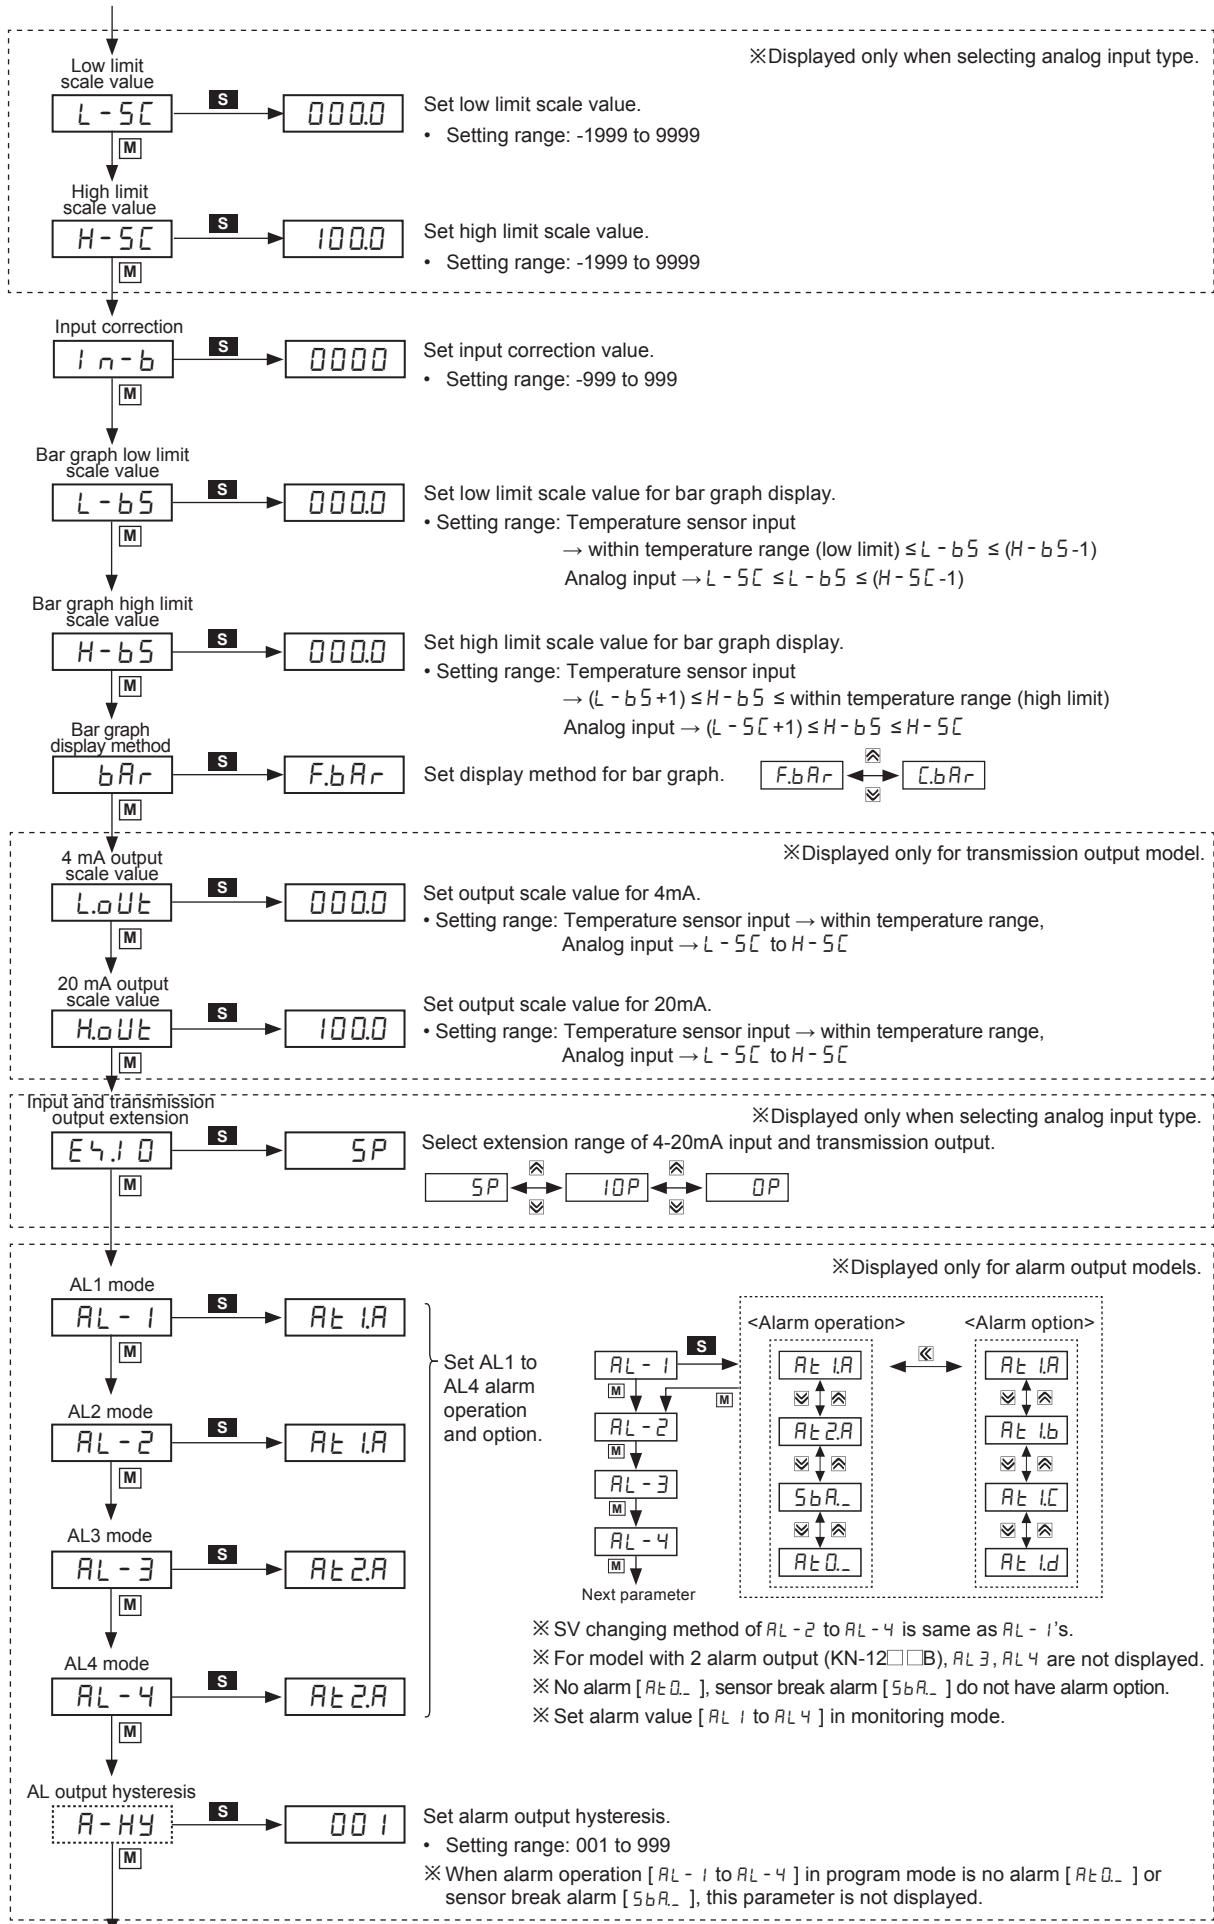 ※Displayed only when selecting analog input type.
Low limit
scale value
L-SC
S
000.0
Set low limit scale value.
• Setting range: -1999 to 9999
M
High limit
scale value
H-SC
S
100.0
Set high limit scale value.
• Setting range: -1999 to 9999
M
Input correction
In-b
S
0000
Set input correction value.
• Setting range: -999 to 999
M
Bar graph low limit
scale value
L-bS
S
000.0
Set low limit scale value for bar graph display.
• Setting range: Temperature sensor input
→ within temperature range (low limit) ≤ L-bS ≤ (H-bS-1)
Analog input → L-SC ≤ L-bS ≤ (H-SC-1)
M
Bar graph high limit
scale value
H-bS
S
000.0
Set high limit scale value for bar graph display.
• Setting range: Temperature sensor input
→ (L-bS+1) ≤ H-bS ≤ within temperature range (high limit)
Analog input → (L-SC+1) ≤ H-bS ≤ H-SC
M
Bar graph
display method
bAr
S
F.bAr
Set display method for bar graph.
F.bAr
C.bAr
M
※Displayed only for transmission output model.
4 mA output
scale value
L.oUt
S
000.0
Set output scale value for 4mA.
• Setting range: Temperature sensor input → within temperature range,
Analog input → L-SC to H-SC
M
20 mA output
scale value
H.oUt
S
100.0
Set output scale value for 20mA.
• Setting range: Temperature sensor input → within temperature range,
Analog input → L-SC to H-SC
M
Input and transmission
output extension
※Displayed only when selecting analog input type.
E4.I0
S
5P
Select extension range of 4-20mA input and transmission output.
5P
10P
0P
M
※Displayed only for alarm output models.
AL1 mode
AL-1
S
At1.A
M
AL2 mode
AL-2
S
At1.A
M
AL3 mode
AL-3
S
At2.A
M
AL4 mode
AL-4
S
At2.A
M
Set AL1 to
AL4 alarm
operation
and option.
AL-1
S
M
AL-2
M
AL-3
M
AL-4
M
Next parameter
M
<Alarm operation>
At1.A
At2.A
SbA._
At0._
<Alarm option>
At1.A
At1.b
At1.C
At1.d
※ SV changing method of AL-2 to AL-4 is same as AL-1's.
※ For model with 2 alarm output (KN-12□□B), AL3, AL4 are not displayed.
※ No alarm [ At0._ ], sensor break alarm [ SbA._ ] do not have alarm option.
※ Set alarm value [ AL1 to AL4 ] in monitoring mode.
AL output hysteresis
A-HY
S
001
Set alarm output hysteresis.
• Setting range: 001 to 999
M
※ When alarm operation [ AL-1 to AL-4 ] in program mode is no alarm [ At0._ ] or
sensor break alarm [ SbA._ ], this parameter is not displayed.